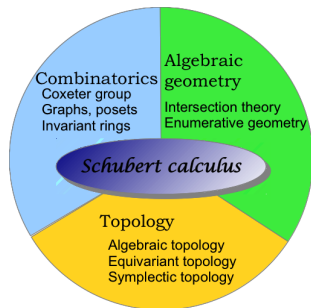 Combinatorics
Coxeter group
Graphs, posets
Invariant rings
Algebraic
geometry
Intersection theory
Enumerative geometry
Schubert calculus
Topology
Algebraic topology
Equivariant topology
Symplectic topology